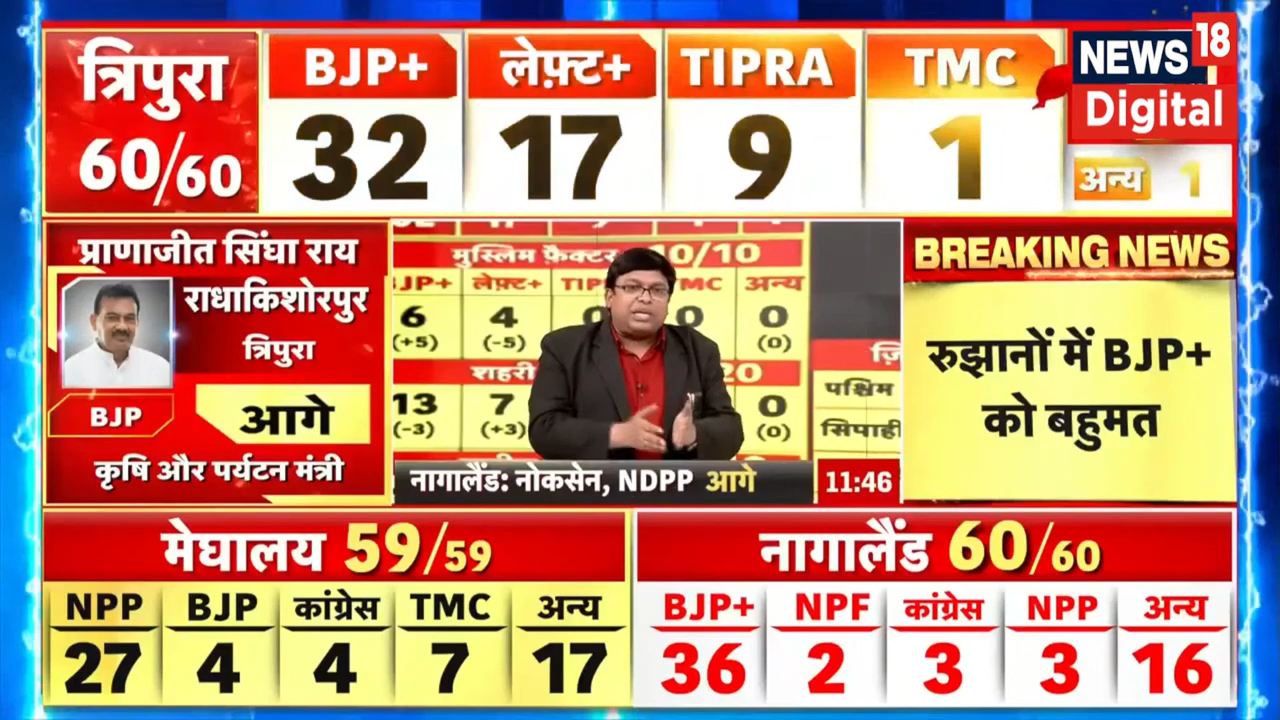 त्रिपुरा
60/60
BJP+
32
लेफ़्ट+
17
TIPRA
9
TMC
1
NEWS 18
Digital
अन्य 1
प्राणाजीत सिंघा राय
राधाकिशोरपुर
त्रिपुरा
BJP
आगे
कृषि और पर्यटन मंत्री
मुस्लिम फ़ैक्टर 10/10
लेफ़्ट+
अन्य
6 4 0 0
(+5) (-5) (0)
शहरी
13 7 0
(-3) (+3) (0)
पश्चिम
नागालैंड: नोकसेन, NDPP आगे
11:46
BREAKING NEWS
रुझानों में BJP+
को बहुमत
मेघालय 59/59
NPP BJP कांग्रेस TMC अन्य
27 4 4 7 17
नागालैंड 60/60
BJP+ NPF कांग्रेस NPP अन्य
36 2 3 3 16